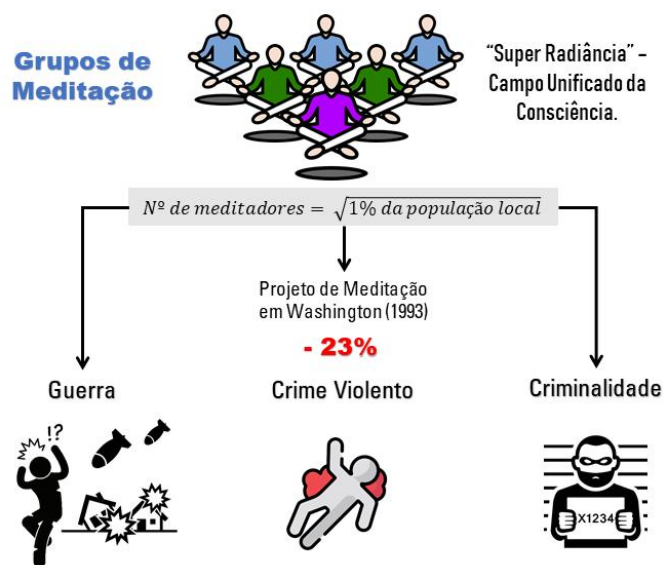 Grupos de
Meditação
“Super Radiância” –
Campo Unificado da
Consciência.
Nº de meditadores = √1% da população local
Projeto de Meditação
em Washington (1993)
- 23%
Guerra
Crime Violento
Criminalidade
!?
X1234